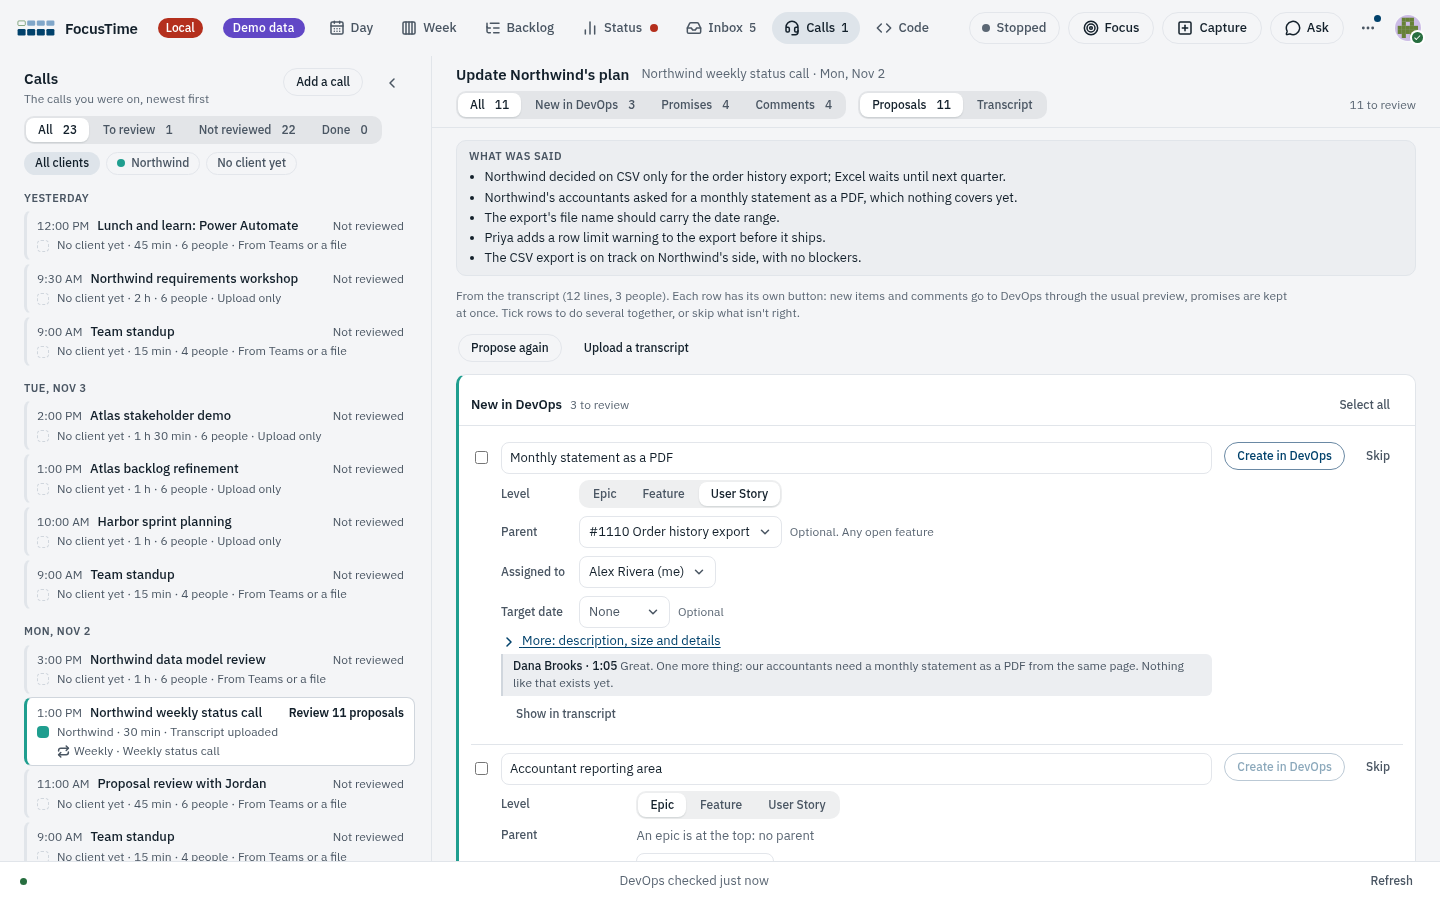 FocusTime
Local
Demo data
Day
Week
Backlog
Status
Inbox 5
Calls 1
Code
Stopped
Focus
Capture
Ask
Calls
The calls you were on, newest first
Add a call
All 23
To review 1
Not reviewed 22
Done 0
All clients
Northwind
No client yet
YESTERDAY
12:00 PM Lunch and learn: Power Automate Not reviewed
No client yet · 45 min · 6 people · From Teams or a file
9:30 AM Northwind requirements workshop Not reviewed
No client yet · 2 h · 6 people · Upload only
9:00 AM Team standup Not reviewed
No client yet · 15 min · 4 people · From Teams or a file
TUE, NOV 3
2:00 PM Atlas stakeholder demo Not reviewed
No client yet · 1 h 30 min · 6 people · Upload only
1:00 PM Atlas backlog refinement Not reviewed
No client yet · 1 h · 6 people · Upload only
10:00 AM Harbor sprint planning Not reviewed
No client yet · 1 h · 6 people · Upload only
9:00 AM Team standup Not reviewed
No client yet · 15 min · 4 people · From Teams or a file
MON, NOV 2
3:00 PM Northwind data model review Not reviewed
No client yet · 1 h · 6 people · From Teams or a file
1:00 PM Northwind weekly status call Review 11 proposals
Northwind · 30 min · Transcript uploaded
Weekly · Weekly status call
11:00 AM Proposal review with Jordan Not reviewed
No client yet · 45 min · 6 people · From Teams or a file
9:00 AM Team standup Not reviewed
No client yet · 15 min · 4 people · From Teams or a file
Update Northwind's plan Northwind weekly status call · Mon, Nov 2
All 11
New in DevOps 3
Promises 4
Comments 4
Proposals 11
Transcript
11 to review
WHAT WAS SAID
• Northwind decided on CSV only for the order history export; Excel waits until next quarter.
• Northwind's accountants asked for a monthly statement as a PDF, which nothing covers yet.
• The export's file name should carry the date range.
• Priya adds a row limit warning to the export before it ships.
• The CSV export is on track on Northwind's side, with no blockers.
From the transcript (12 lines, 3 people). Each row has its own button: new items and comments go to DevOps through the usual preview, promises are kept
at once. Tick rows to do several together, or skip what isn't right.
Propose again
Upload a transcript
New in DevOps 3 to review
Select all
Monthly statement as a PDF
Create in DevOps
Skip
Level
Epic
Feature
User Story
Parent
#1110 Order history export
Optional. Any open feature
Assigned to
Alex Rivera (me)
Target date
None
Optional
More: description, size and details
Dana Brooks · 1:05 Great. One more thing: our accountants need a monthly statement as a PDF from the same page. Nothing
like that exists yet.
Show in transcript
Accountant reporting area
Create in DevOps
Skip
Level
Epic
Feature
User Story
Parent
An epic is at the top: no parent
DevOps checked just now
Refresh